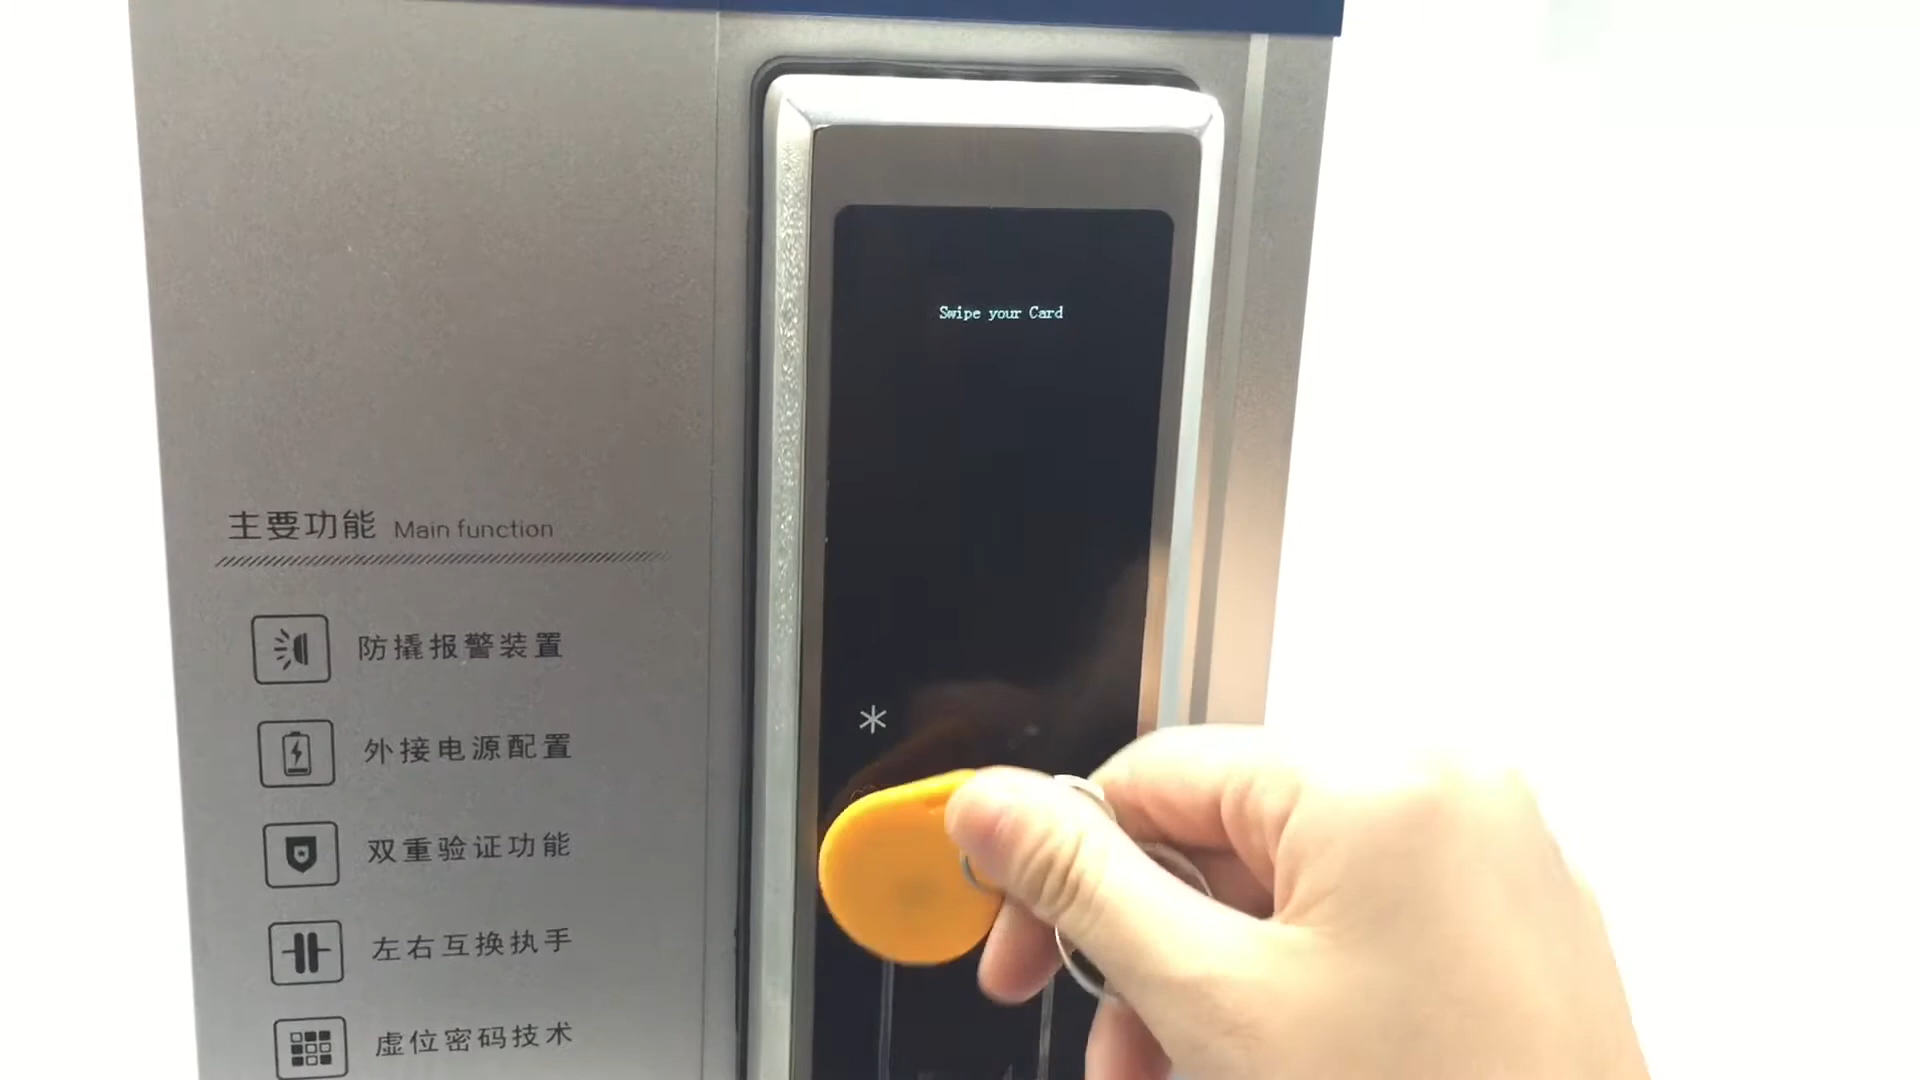 Swipe your Card
主要功能 Main function
防撬报警装置
*
外接电源配置
双重验证功能
左右互换执手
虚位密码技术